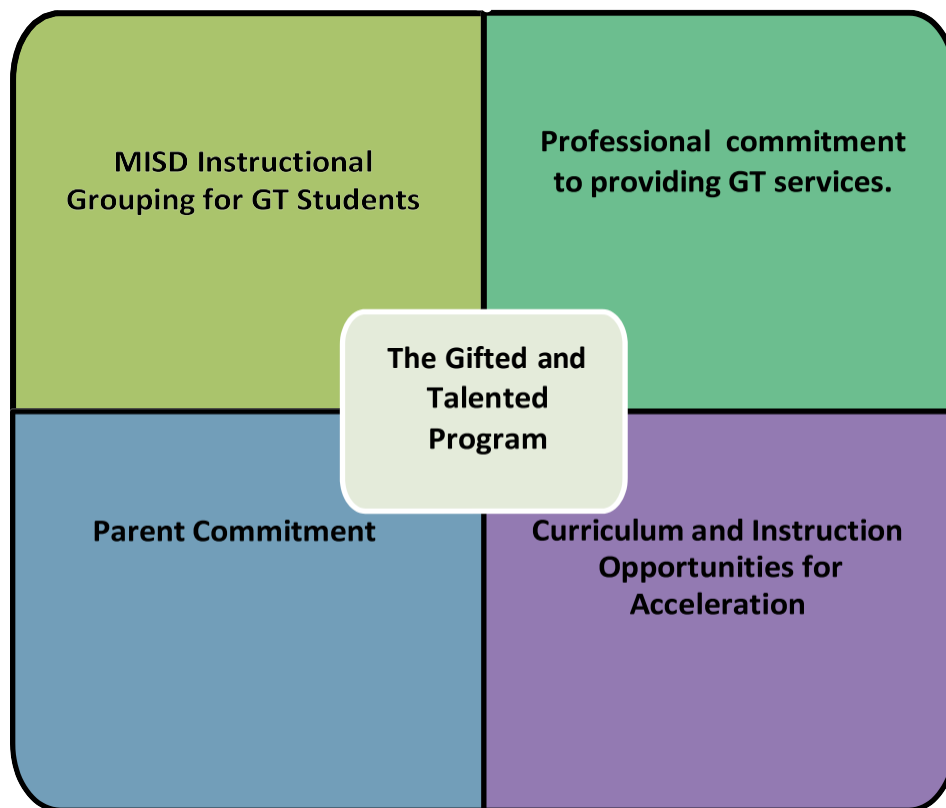 MISD Instructional
Grouping for GT Students
Professional commitment
to providing GT services.
The Gifted and
Talented
Program
Parent Commitment
Curriculum and Instruction
Opportunities for
Acceleration